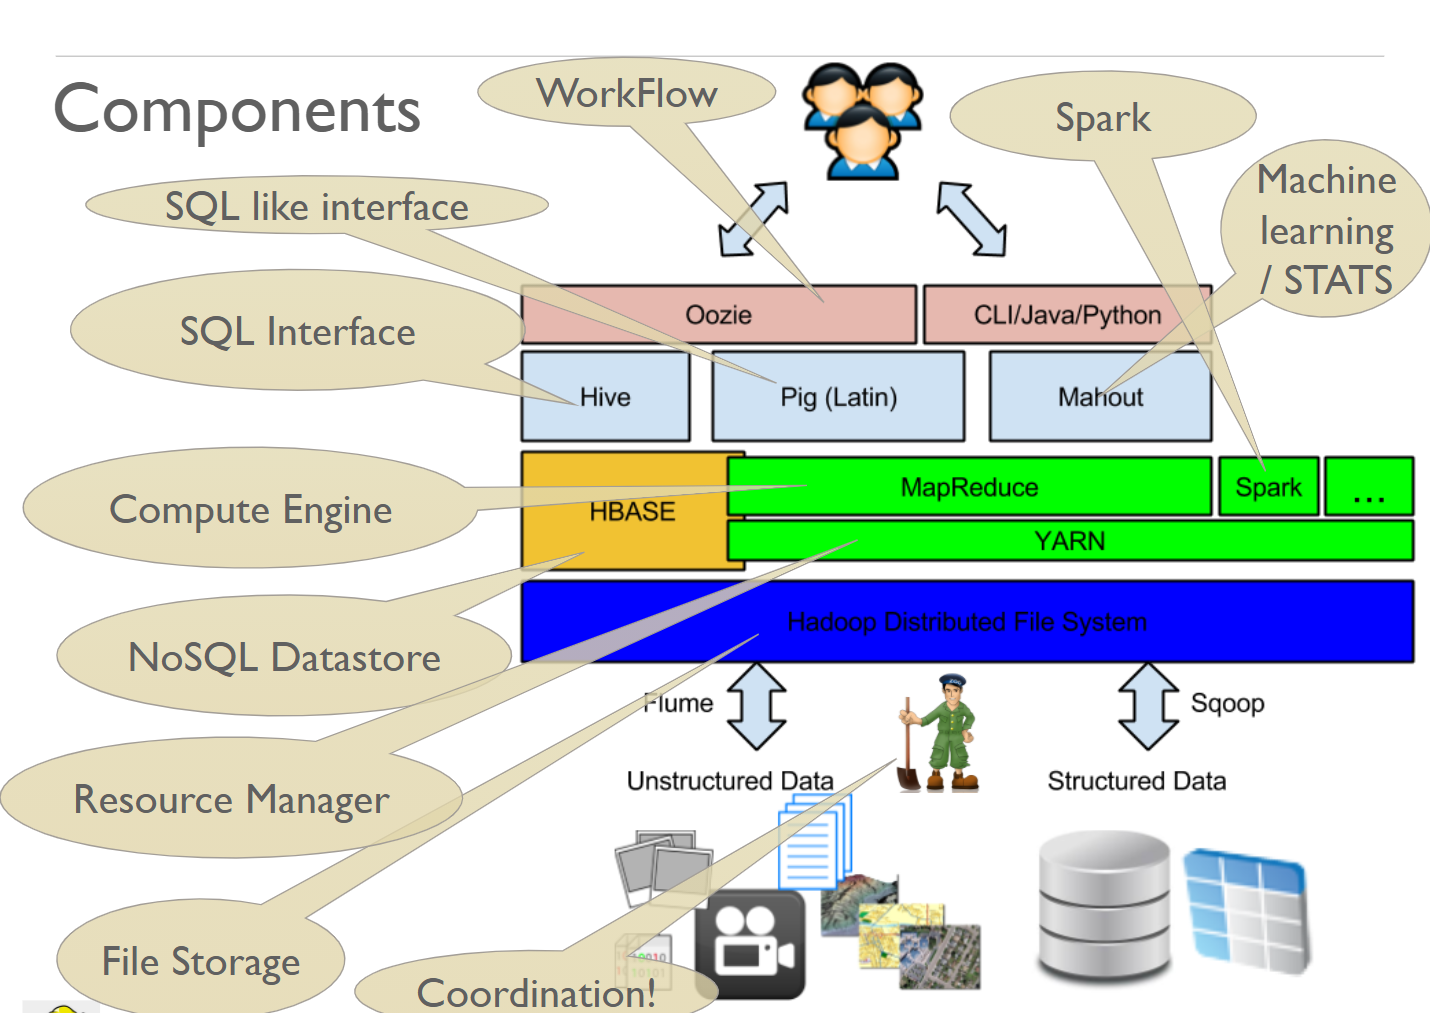 Components
WorkFlow
Spark
SQL like interface
Machine
learning
/ STATS
SQL Interface
Oozie
CLI/Java/Python
Hive
Pig (Latin)
Mahout
Compute Engine
HBASE
MapReduce
Spark
...
YARN
NoSQL Datastore
Hadoop Distributed File System
Flume
Sqoop
Resource Manager
Unstructured Data
Structured Data
File Storage
Coordination!